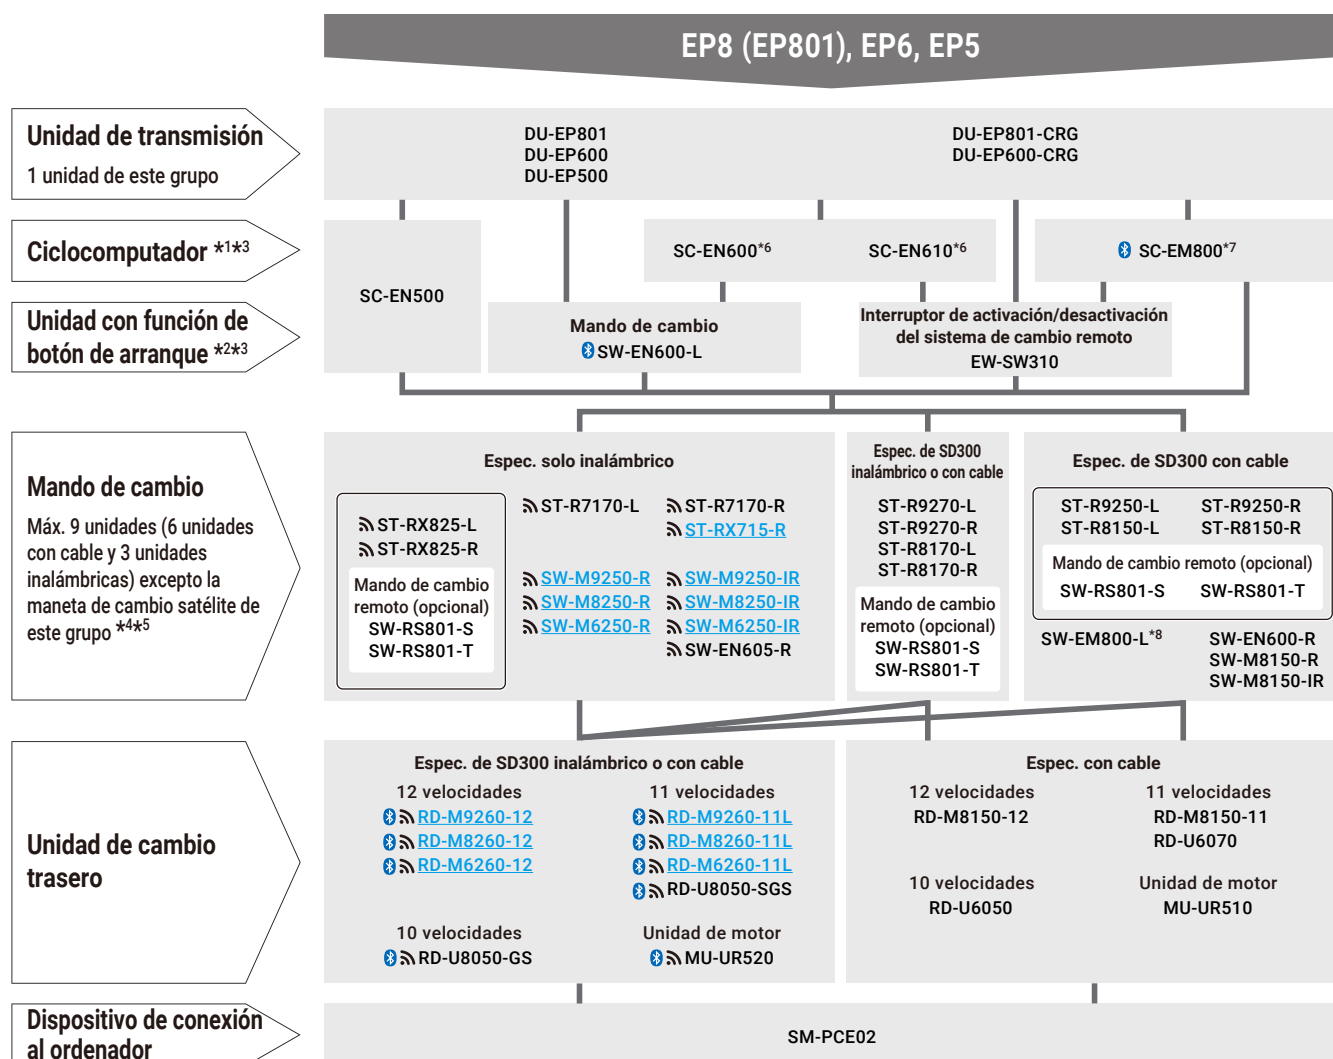 EP8 (EP801), EP6, EP5
Unidad de transmisión
1 unidad de este grupo
DU-EP801
DU-EP600
DU-EP500
DU-EP801-CRG
DU-EP600-CRG
Ciclocomputador *1*3
SC-EN600*6
SC-EN610*6
SC-EM800*7
SC-EN500
Unidad con función de
botón de arranque *2*3
Mando de cambio
SW-EN600-L
Interruptor de activación/desactivación
del sistema de cambio remoto
EW-SW310
Mando de cambio
Máx. 9 unidades (6 unidades
con cable y 3 unidades
inalámbricas) excepto la
maneta de cambio satélite de
este grupo *4*5
Espec. solo inalámbrico
ST-RX825-L
ST-RX825-R
Mando de cambio
remoto (opcional)
SW-RS801-S
SW-RS801-T
ST-R7170-L
ST-R7170-R
ST-RX715-R
SW-M9250-R
SW-M9250-IR
SW-M8250-R
SW-M8250-IR
SW-M6250-R
SW-M6250-IR
SW-EN605-R
Espec. de SD300
inalámbrico o con cable
ST-R9270-L
ST-R9270-R
ST-R8170-L
ST-R8170-R
Mando de cambio
remoto (opcional)
SW-RS801-S
SW-RS801-T
Espec. de SD300 con cable
ST-R9250-L
ST-R9250-R
ST-R8150-L
ST-R8150-R
Mando de cambio remoto (opcional)
SW-RS801-S
SW-RS801-T
SW-EM800-L*8
SW-EN600-R
SW-M8150-R
SW-M8150-IR
Unidad de cambio
trasero
Espec. de SD300 inalámbrico o con cable
12 velocidades
RD-M9260-12
RD-M8260-12
RD-M6260-12
11 velocidades
RD-M9260-11L
RD-M8260-11L
RD-M6260-11L
RD-U8050-SGS
10 velocidades
RD-U8050-GS
Unidad de motor
MU-UR520
Espec. con cable
12 velocidades
RD-M8150-12
11 velocidades
RD-M8150-11
RD-U6070
10 velocidades
RD-U6050
Unidad de motor
MU-UR510
Dispositivo de conexión
al ordenador
SM-PCE02